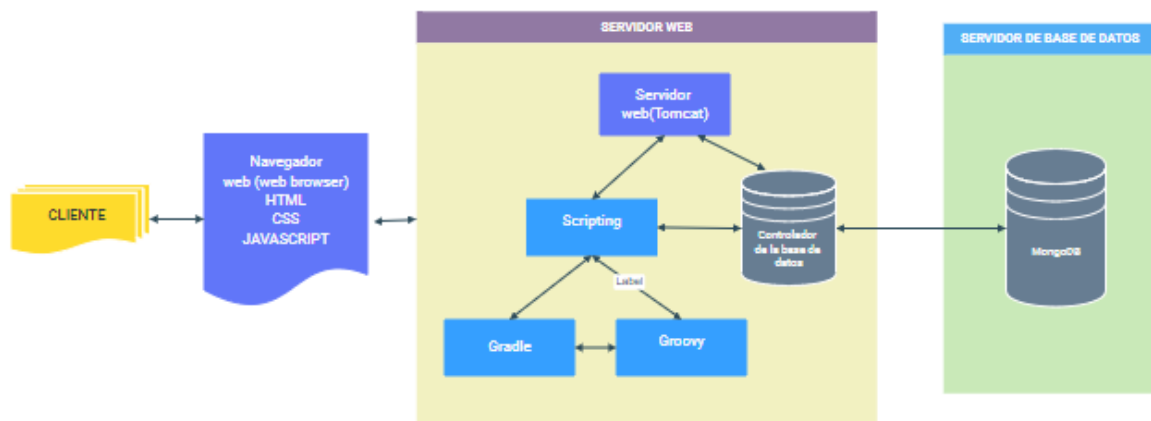 SERVIDOR WEB
SERVIDOR DE BASE DE DATOS
Servidor
web(Tomcat)
Navegador
web (web browser)
HTML
CSS
JAVASCRIPT
CLIENTE
Scripting
Controlador
de la base de
datos
MongoDB
Label
Gradle
Groovy